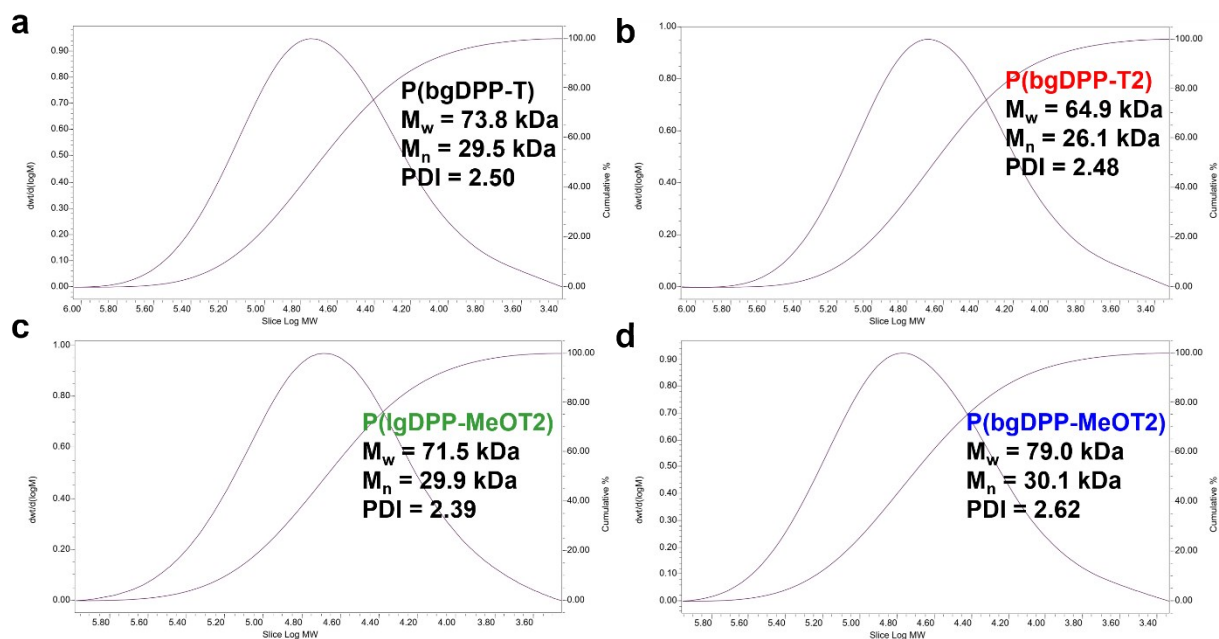 a
0.90
0.80
0.70
0.60
0.50
0.40
0.30
0.20
0.10
0.00
dwt/d(logM)
100.00
80.00
60.00
40.00
20.00
0.00
Cumulative %
P(bgDPP-T)
Mw = 73.8 kDa
Mn = 29.5 kDa
PDI = 2.50
6.00 5.80 5.60 5.40 5.20 5.00 4.80 4.60 4.40 4.20 4.00 3.80 3.60 3.40
Slice Log MW
b
1.00
0.80
0.60
0.40
0.20
0.00
dwt/d(logM)
100.00
80.00
60.00
40.00
20.00
0.00
Cumulative %
P(bgDPP-T2)
Mw = 64.9 kDa
Mn = 26.1 kDa
PDI = 2.48
6.00 5.80 5.60 5.40 5.20 5.00 4.80 4.60 4.40 4.20 4.00 3.80 3.60 3.40
Slice Log MW
c
1.00
0.80
0.60
0.40
0.20
0.00
dwt/d(logM)
100.00
80.00
60.00
40.00
20.00
0.00
Cumulative %
P(lgDPP-MeOT2)
Mw = 71.5 kDa
Mn = 29.9 kDa
PDI = 2.39
5.80 5.60 5.40 5.20 5.00 4.80 4.60 4.40 4.20 4.00 3.80 3.60
Slice Log MW
d
0.90
0.80
0.70
0.60
0.50
0.40
0.30
0.20
0.10
0.00
dwt/d(logM)
100.00
80.00
60.00
40.00
20.00
0.00
Cumulative %
P(bgDPP-MeOT2)
Mw = 79.0 kDa
Mn = 30.1 kDa
PDI = 2.62
5.80 5.60 5.40 5.20 5.00 4.80 4.60 4.40 4.20 4.00 3.80 3.60 3.40
Slice Log MW